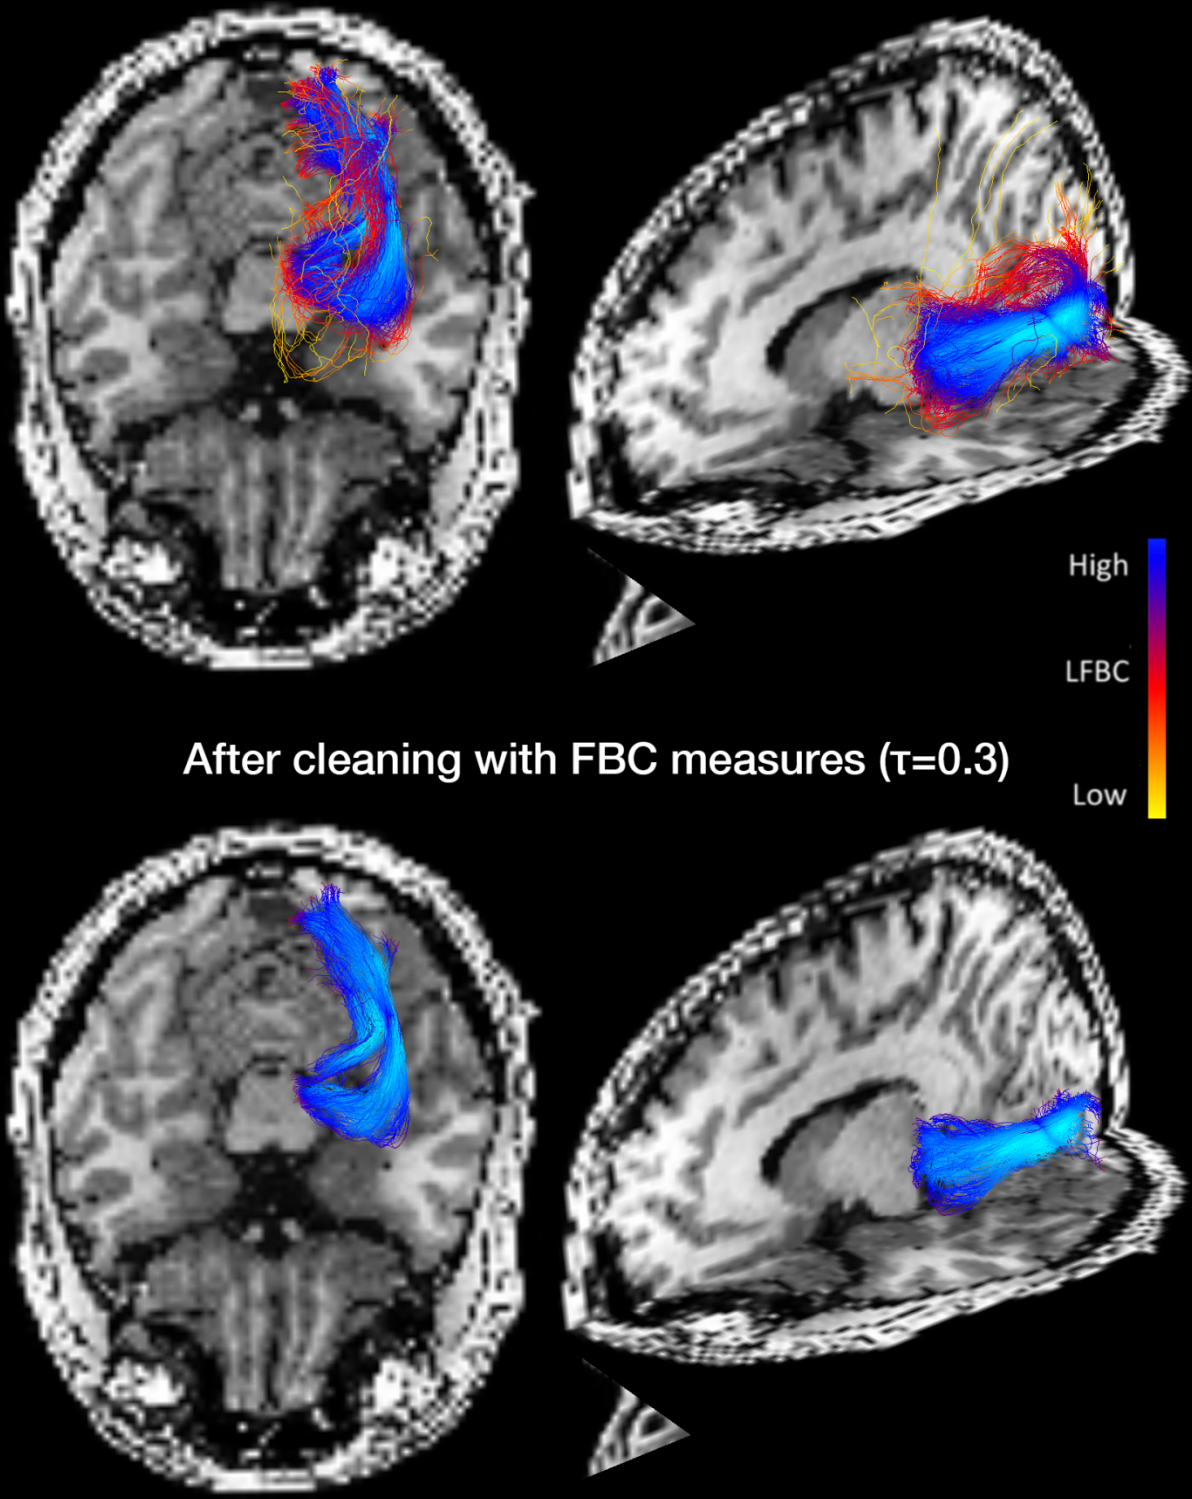 High
LFBC
After cleaning with FBC measures (τ=0.3)
Low